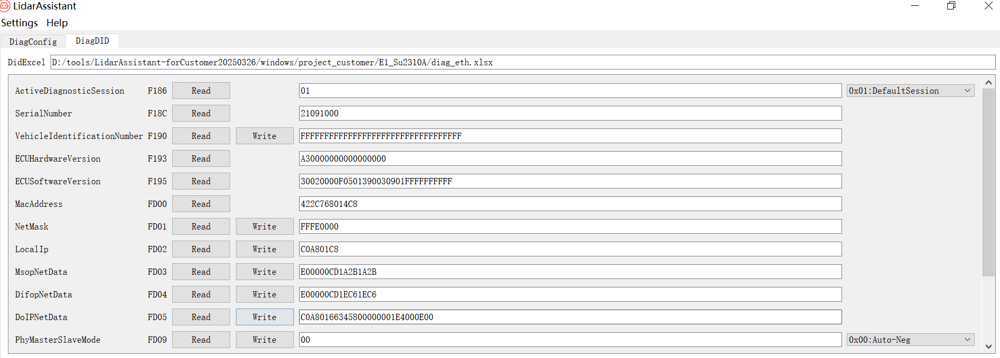 LidarAssistant
Settings Help
DiagConfig DiagDID
DidExcel D:/tools/LidarAssistant-forCustomer20250326/windows/project_customer/E1_Su2310A/diag_eth.xlsx
ActiveDiagnosticSession F186 Read 01 0x01:DefaultSession
SerialNumber F18C Read 21091000
VehicleIdentificationNumber F190 Read Write FFFFFFFFFFFFFFFFFFFFFFFFFFFFFFFFFF
ECUHardwareVersion F193 Read A30000000000000000
ECUSoftwareVersion F195 Read 30020000F0501390030901FFFFFFFFFF
MacAddress FD00 Read 422C768014C8
NetMask FD01 Read Write FFFE0000
LocalIp FD02 Read Write C0A801C8
MsopNetData FD03 Read Write E00000CD1A2B1A2B
DifopNetData FD04 Read Write E00000CD1EC61EC6
DoIPNetData FD05 Read Write C0A80166345800000001E4000E00
PhyMasterSlaveMode FD09 Read Write 00 0x00:Auto-Neg